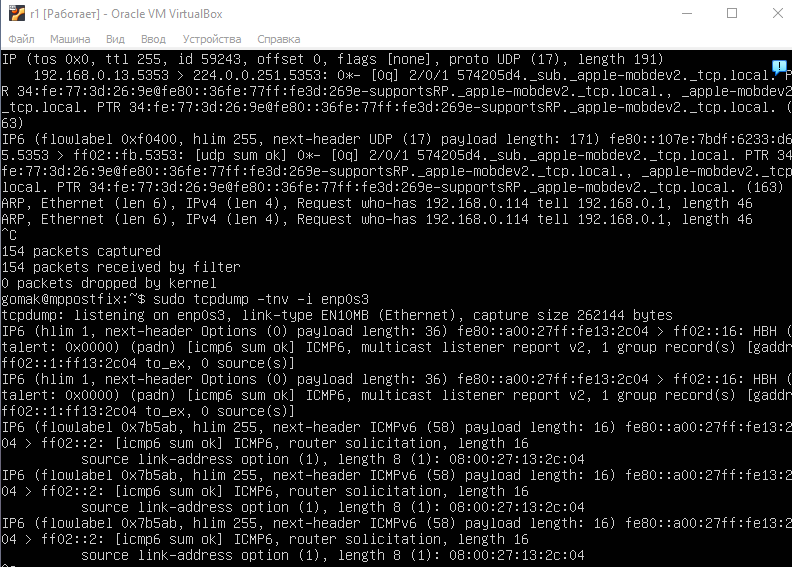 r1 [Работает] - Oracle VM VirtualBox
Файл Машина Вид Ввод Устройства Справка
IP (tos 0x0, ttl 255, id 59243, offset 0, flags [none], proto UDP (17), length 191)
192.168.0.13.5353 > 224.0.0.251.5353: 0*- [0q] 2/0/1 574205d4._sub._apple-mobdev2._tcp.local. P
R 34:fe:77:3d:26:9e@fe80::36fe:77ff:fe3d:269e-supportsRP._apple-mobdev2._tcp.local., _apple-mobdev2
_tcp.local. PTR 34:fe:77:3d:26:9e@fe80::36fe:77ff:fe3d:269e-supportsRP._apple-mobdev2._tcp.local. (
63)
IP6 (flowlabel 0xf0400, hlim 255, next-header UDP (17) payload length: 171) fe80::107e:7bdf:6233:d6
5.5353 > ff02::fb.5353: [udp sum ok] 0*- [0q] 2/0/1 574205d4._sub._apple-mobdev2._tcp.local. PTR 34
fe:77:3d:26:9e@fe80::36fe:77ff:fe3d:269e-supportsRP._apple-mobdev2._tcp.local., _apple-mobdev2._tcp
local. PTR 34:fe:77:3d:26:9e@fe80::36fe:77ff:fe3d:269e-supportsRP._apple-mobdev2._tcp.local. (163)
ARP, Ethernet (len 6), IPv4 (len 4), Request who-has 192.168.0.114 tell 192.168.0.1, length 46
ARP, Ethernet (len 6), IPv4 (len 4), Request who-has 192.168.0.114 tell 192.168.0.1, length 46
^C
154 packets captured
154 packets received by filter
0 packets dropped by kernel
gomak@mppostfix:~$ sudo tcpdump -tnv -i enp0s3
tcpdump: listening on enp0s3, link-type EN10MB (Ethernet), capture size 262144 bytes
IP6 (hlim 1, next-header Options (0) payload length: 36) fe80::a00:27ff:fe13:2c04 > ff02::16: HBH (
talert: 0x0000) (padn) [icmp6 sum ok] ICMP6, multicast listener report v2, 1 group record(s) [gaddr
ff02::1:ff13:2c04 to_ex, 0 source(s)]
IP6 (hlim 1, next-header Options (0) payload length: 36) fe80::a00:27ff:fe13:2c04 > ff02::16: HBH (
talert: 0x0000) (padn) [icmp6 sum ok] ICMP6, multicast listener report v2, 1 group record(s) [gaddr
ff02::1:ff13:2c04 to_ex, 0 source(s)]
IP6 (flowlabel 0x7b5ab, hlim 255, next-header ICMPv6 (58) payload length: 16) fe80::a00:27ff:fe13:2
04 > ff02::2: [icmp6 sum ok] ICMP6, router solicitation, length 16
source link-address option (1), length 8 (1): 08:00:27:13:2c:04
IP6 (flowlabel 0x7b5ab, hlim 255, next-header ICMPv6 (58) payload length: 16) fe80::a00:27ff:fe13:2
04 > ff02::2: [icmp6 sum ok] ICMP6, router solicitation, length 16
source link-address option (1), length 8 (1): 08:00:27:13:2c:04
IP6 (flowlabel 0x7b5ab, hlim 255, next-header ICMPv6 (58) payload length: 16) fe80::a00:27ff:fe13:2
04 > ff02::2: [icmp6 sum ok] ICMP6, router solicitation, length 16
source link-address option (1), length 8 (1): 08:00:27:13:2c:04